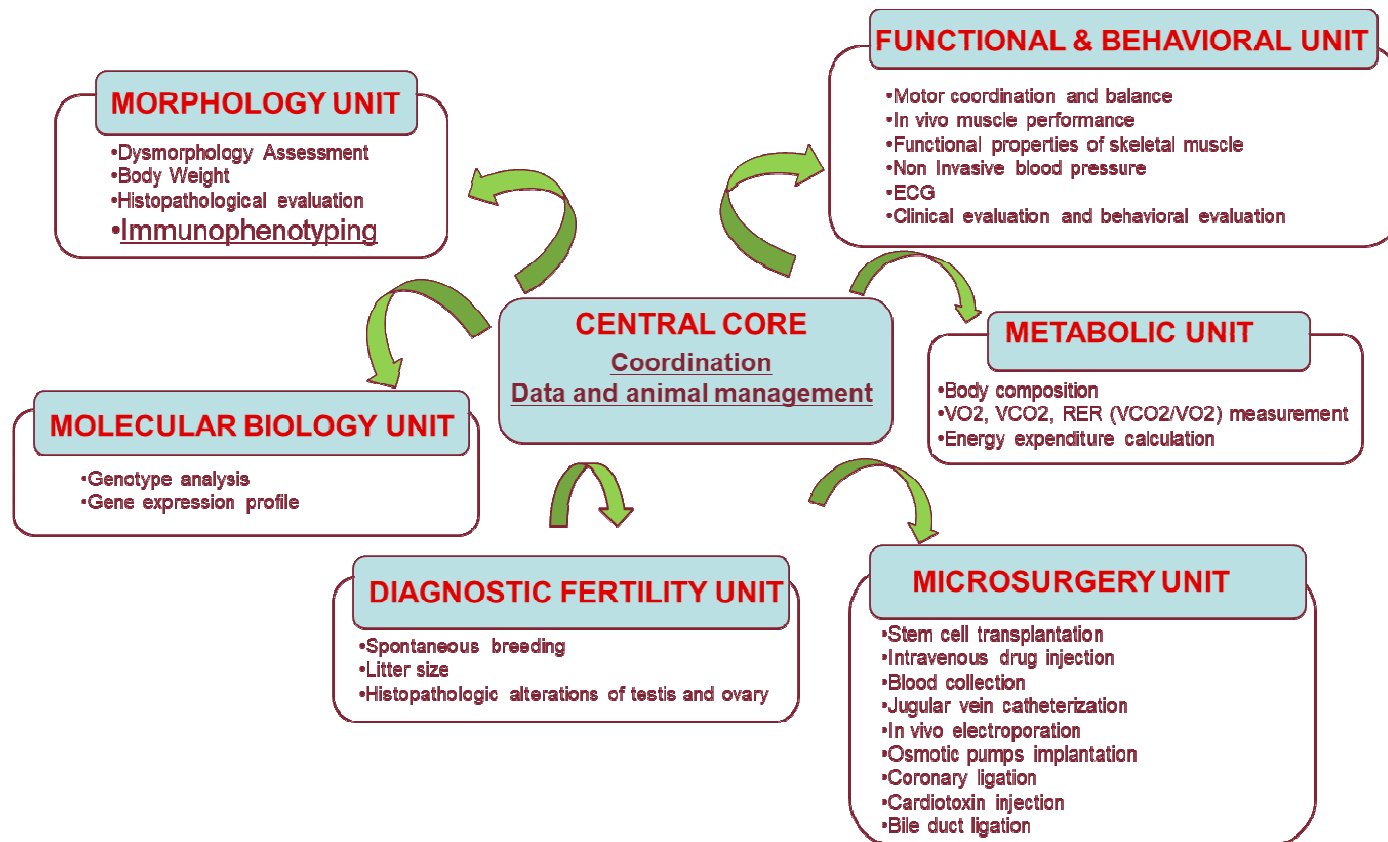 FUNCTIONAL & BEHAVIORAL UNIT
•Motor coordination and balance
•In vivo muscle performance
•Functional properties of skeletal muscle
•Non Invasive blood pressure
•ECG
•Clinical evaluation and behavioral evaluation
MORPHOLOGY UNIT
•Dysmorphology Assessment
•Body Weight
•Histopathological evaluation
•Immunophenotyping
CENTRAL CORE
Coordination
Data and animal management
METABOLIC UNIT
•Body composition
•VO2, VCO2, RER (VCO2/VO2) measurement
•Energy expenditure calculation
MOLECULAR BIOLOGY UNIT
•Genotype analysis
•Gene expression profile
DIAGNOSTIC FERTILITY UNIT
•Spontaneous breeding
•Litter size
•Histopathologic alterations of testis and ovary
MICROSURGERY UNIT
•Stem cell transplantation
•Intravenous drug injection
•Blood collection
•Jugular vein catheterization
•In vivo electroporation
•Osmotic pumps implantation
•Coronary ligation
•Cardiotoxin injection
•Bile duct ligation